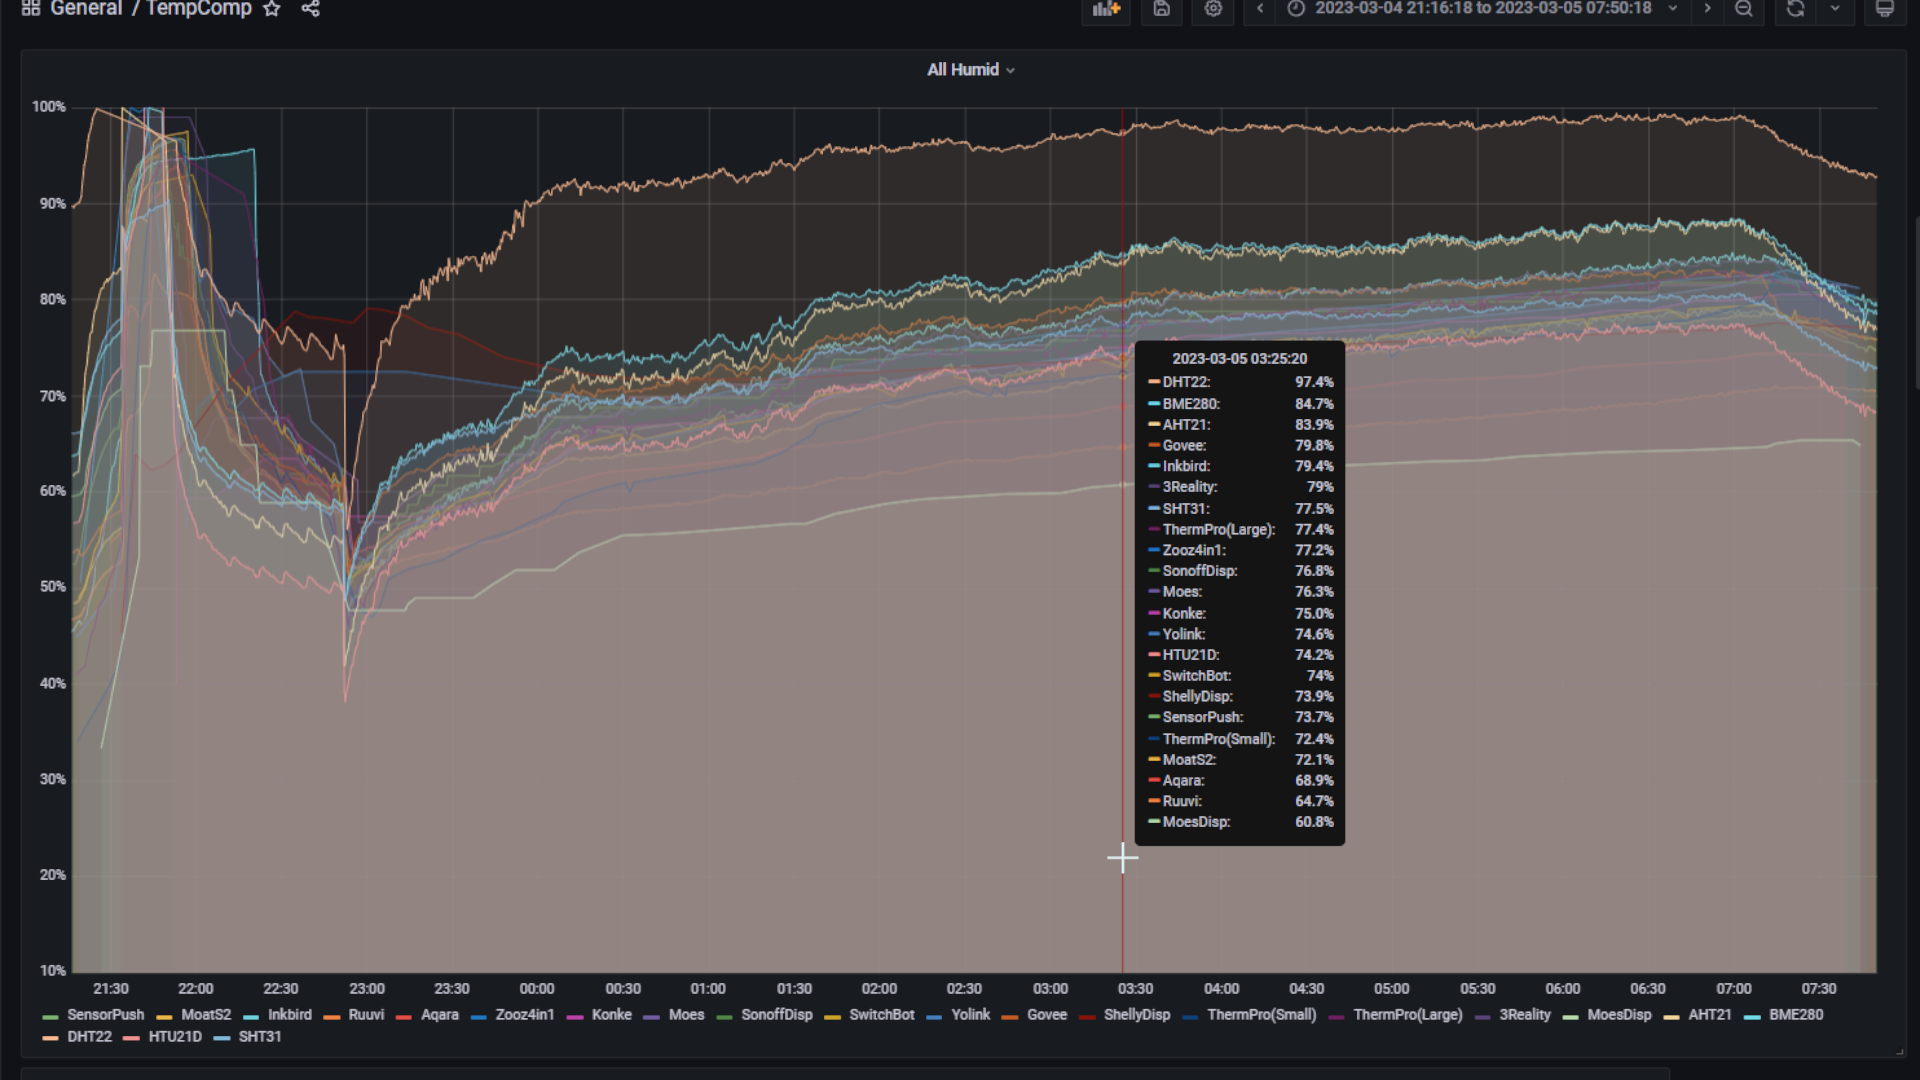 General / TempComp
2023-03-04 21:16:18 to 2023-03-05 07:50:18
All Humid
100%
90%
80%
70%
60%
50%
40%
30%
20%
10%
2023-03-05 03:25:20
DHT22: 97.4%
BME280: 84.7%
AHT21: 83.9%
Govee: 79.8%
Inkbird: 79.4%
3Reality: 79%
SHT31: 77.5%
ThermPro(Large): 77.4%
Zooz4in1: 77.2%
SonoffDisp: 76.8%
Moes: 76.3%
Konke: 75.0%
Yolink: 74.6%
HTU21D: 74.2%
SwitchBot: 74%
ShellyDisp: 73.9%
SensorPush: 73.7%
ThermPro(Small): 72.4%
MoatS2: 72.1%
Aqara: 68.9%
Ruuvi: 64.7%
MoesDisp: 60.8%
21:30 22:00 22:30 23:00 23:30 00:00 00:30 01:00 01:30 02:00 02:30 03:00 03:30 04:00 04:30 05:00 05:30 06:00 06:30 07:00 07:30
SensorPush MoatS2 Inkbird Ruuvi Aqara Zooz4in1 Konke Moes SonoffDisp SwitchBot Yolink Govee ShellyDisp ThermPro(Small) ThermPro(Large) 3Reality MoesDisp AHT21 BME280
DHT22 HTU21D SHT31